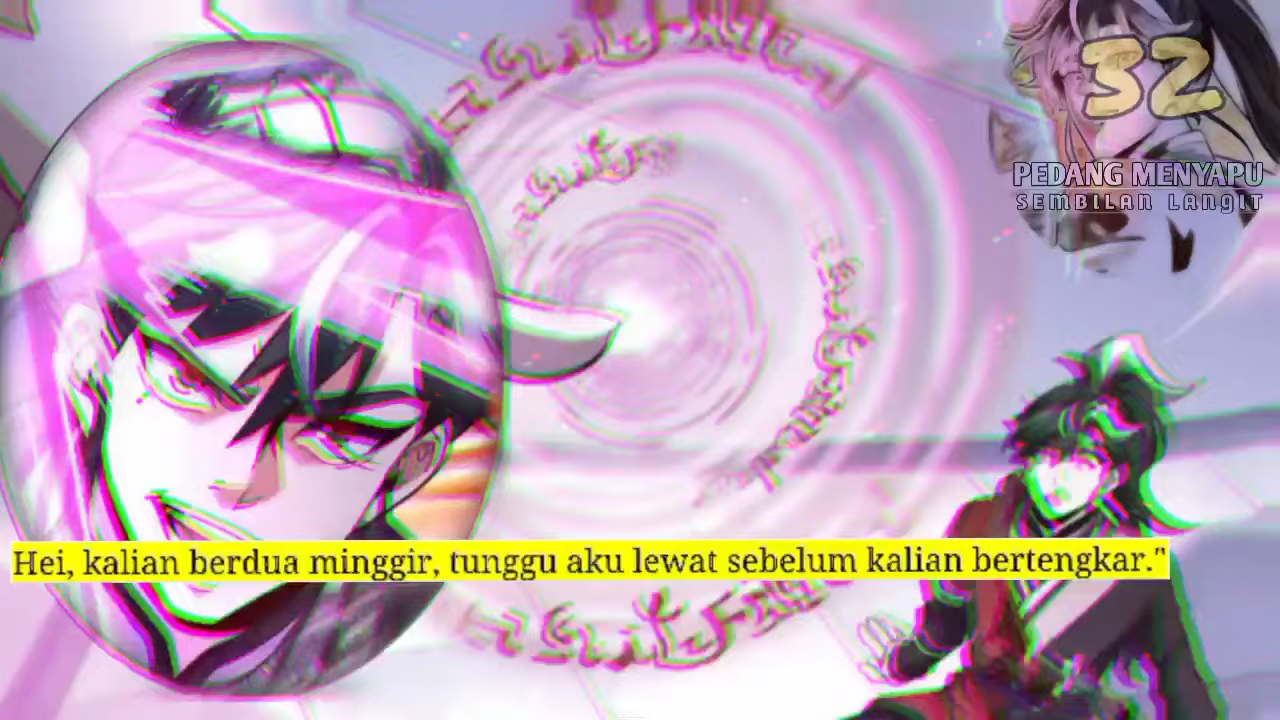 32
PEDANG MENYAPU
SEMBILAN LANGIT
Hei, kalian berdua minggir, tunggu aku lewat sebelum kalian bertengkar."